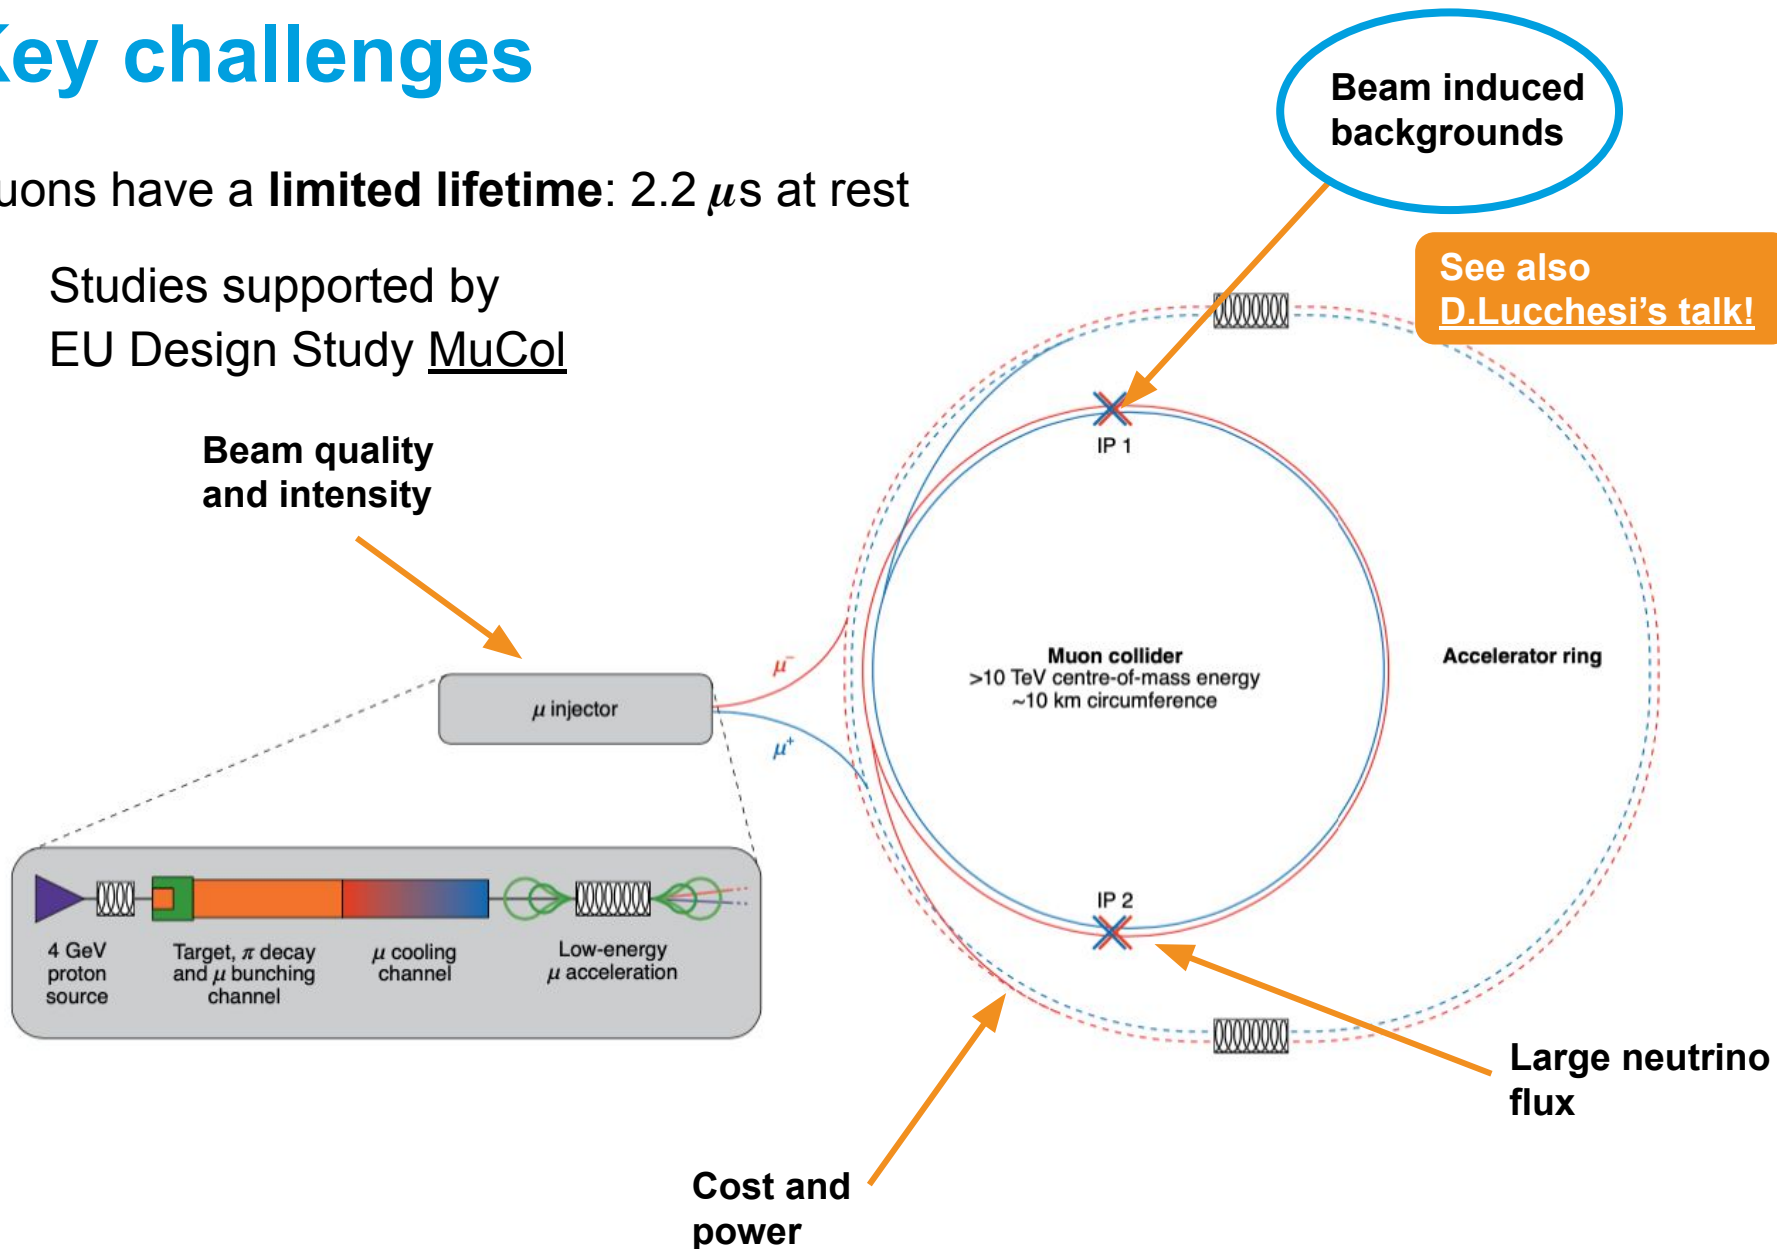 Key challenges
uons have a limited lifetime: 2.2 μs at rest
Studies supported by
EU Design Study MuCol
Beam induced
backgrounds
See also
D.Lucchesi’s talk!
Beam quality
and intensity
IP 1
μ injector
μ⁻
μ⁺
Muon collider
>10 TeV centre-of-mass energy
~10 km circumference
Accelerator ring
IP 2
4 GeV
proton
source
Target, π decay
and μ bunching
channel
μ cooling
channel
Low-energy
μ acceleration
Large neutrino
flux
Cost and
power